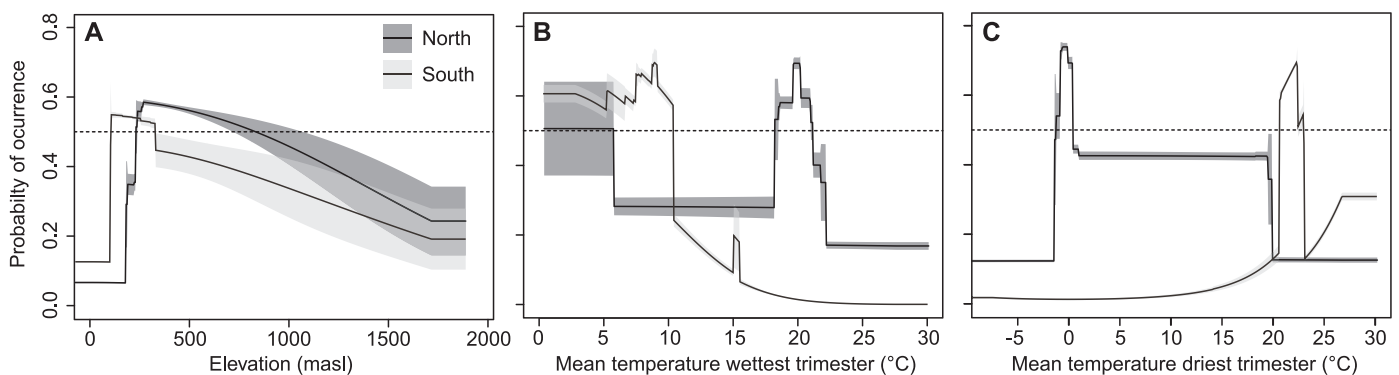 A
North
South
Probabilty of ocurrence
0.0
0.2
0.4
0.6
0.8
0
500
1000
1500
2000
Elevation (masl)
B
0
5
10
15
20
25
30
Mean temperature wettest trimester (°C)
C
-5
0
5
10
15
20
25
30
Mean temperature driest trimester (°C)